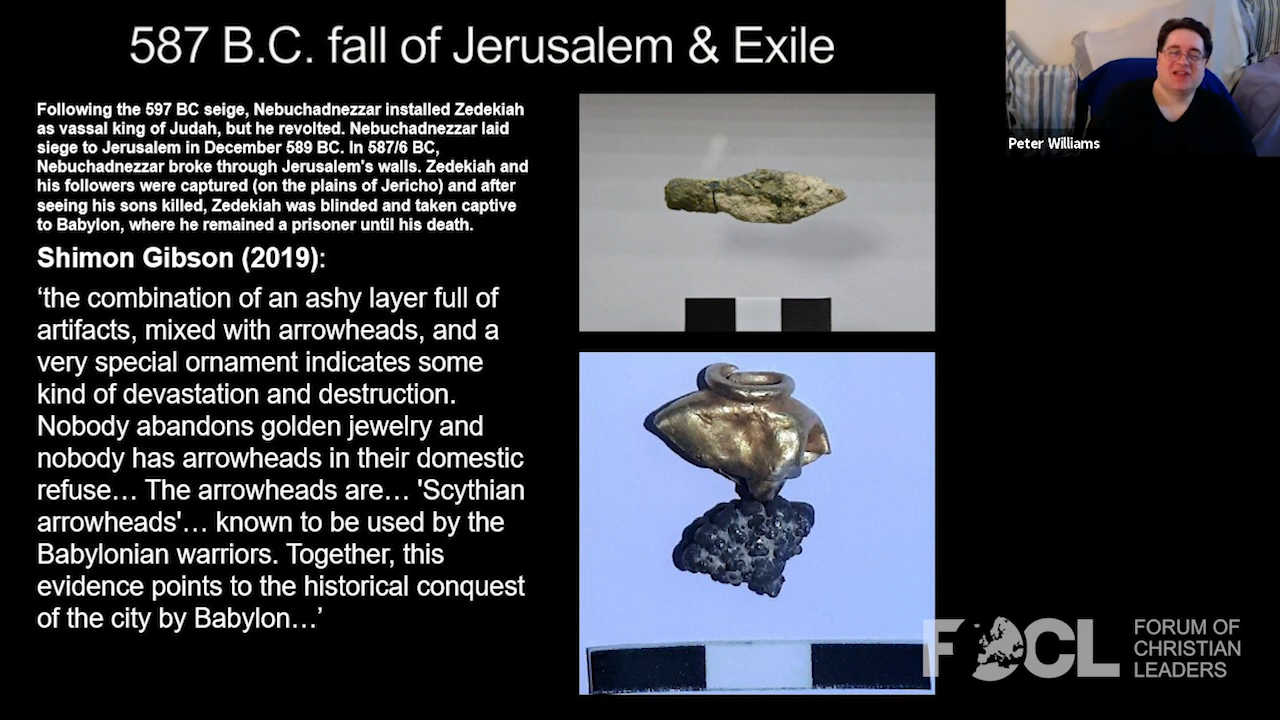 587 B.C. fall of Jerusalem & Exile
Following the 597 BC seige, Nebuchadnezzar installed Zedekiah
as vassal king of Judah, but he revolted. Nebuchadnezzar laid
siege to Jerusalem in December 589 BC. In 587/6 BC,
Nebuchadnezzar broke through Jerusalem's walls. Zedekiah and
his followers were captured (on the plains of Jericho) and after
seeing his sons killed, Zedekiah was blinded and taken captive
to Babylon, where he remained a prisoner until his death.
Shimon Gibson (2019):
‘the combination of an ashy layer full of
artifacts, mixed with arrowheads, and a
very special ornament indicates some
kind of devastation and destruction.
Nobody abandons golden jewelry and
nobody has arrowheads in their domestic
refuse… The arrowheads are… 'Scythian
arrowheads'… known to be used by the
Babylonian warriors. Together, this
evidence points to the historical conquest
of the city by Babylon…’
Peter Williams
FOCL
FORUM OF
CHRISTIAN
LEADERS